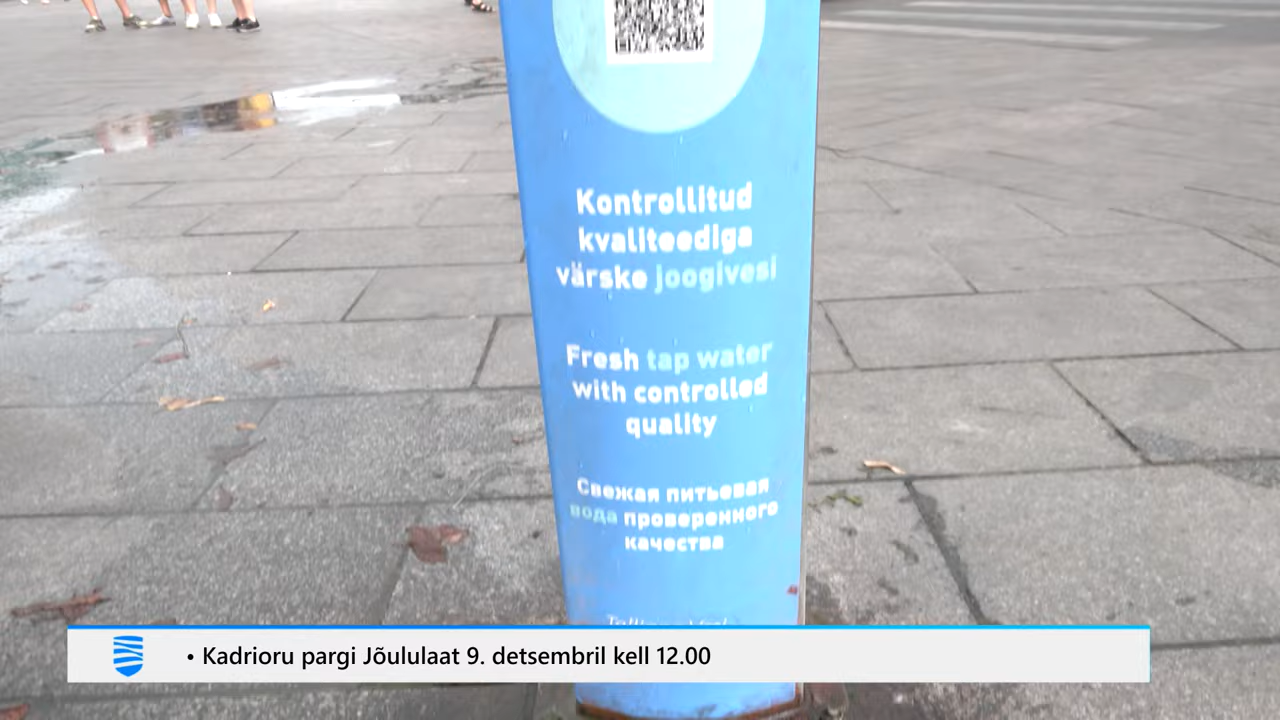 Kontrollitud
kvaliteediga
värske joogivesi
Fresh tap water
with controlled
quality
Свежая питьевая
вода проверенного
качества
• Kadrioru pargi Jõululaat 9. detsembril kell 12.00